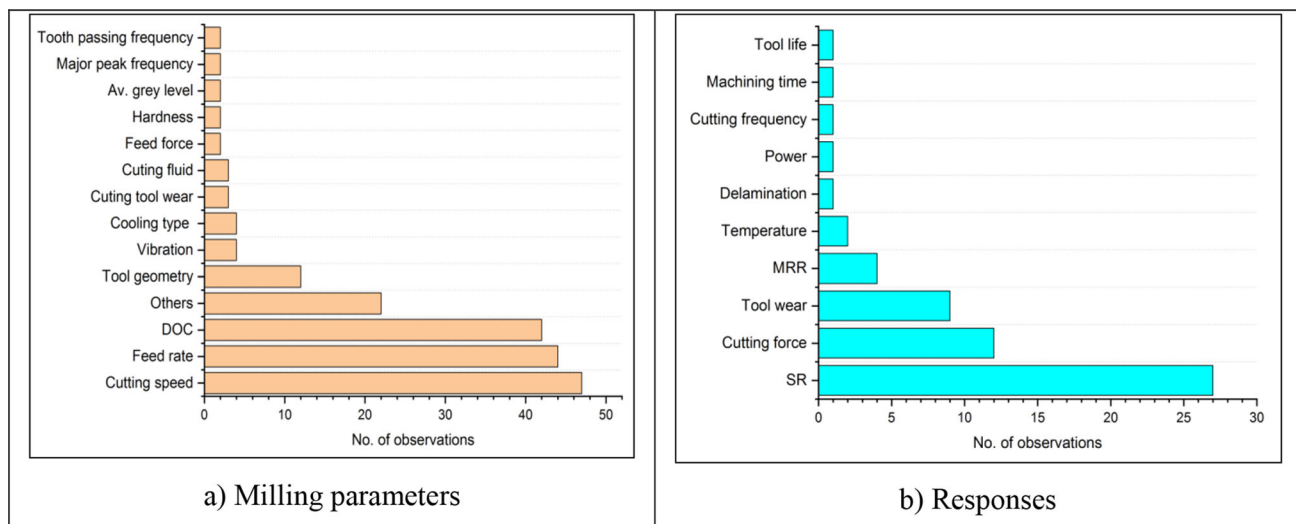 Tooth passing frequency
Major peak frequency
Av. grey level
Hardness
Feed force
Cuting fluid
Cuting tool wear
Cooling type
Vibration
Tool geometry
Others
DOC
Feed rate
Cutting speed
0 10 20 30 40 50
No. of observations
a) Milling parameters
Tool life
Machining time
Cutting frequency
Power
Delamination
Temperature
MRR
Tool wear
Cutting force
SR
0 5 10 15 20 25 30
No. of observations
b) Responses